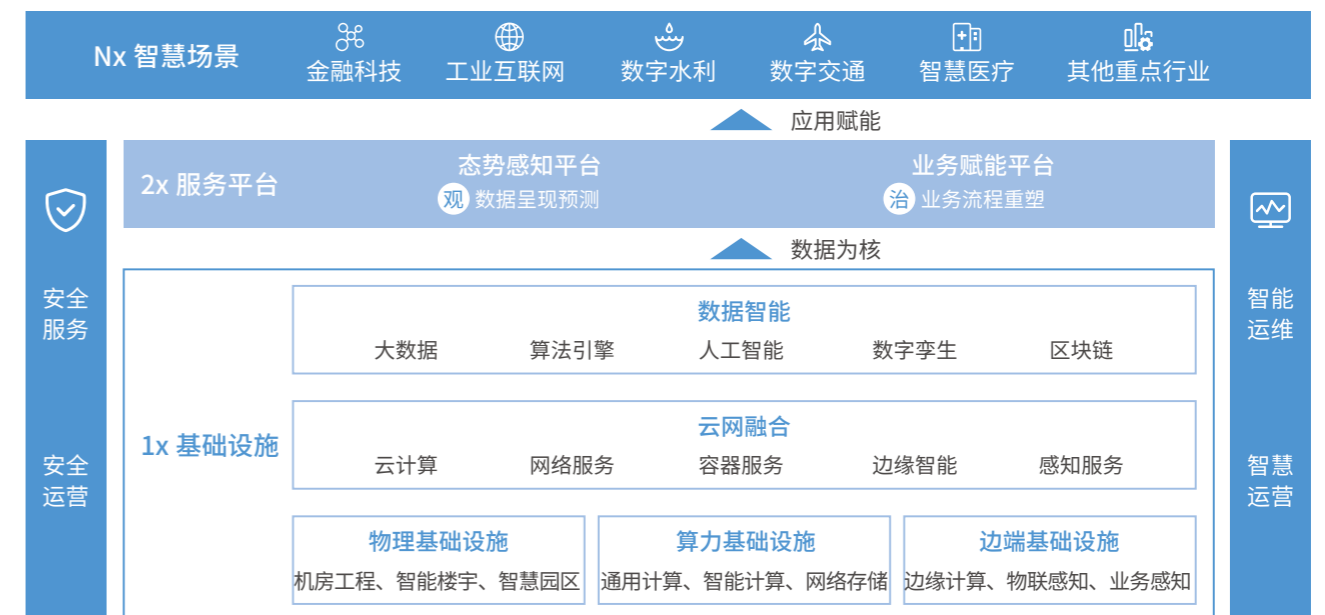 Nx 智慧场景
金融科技
工业互联网
数字水利
数字交通
智慧医疗
其他重点行业
应用赋能
安全
服务
安全
运营
2x 服务平台
态势感知平台
观 数据呈现预测
业务赋能平台
治 业务流程重塑
数据为核
1x 基础设施
数据智能
大数据 算法引擎 人工智能 数字孪生 区块链
云网融合
云计算 网络服务 容器服务 边缘智能 感知服务
物理基础设施
机房工程、智能楼宇、智慧园区
算力基础设施
通用计算、智能计算、网络存储
边端基础设施
边缘计算、物联感知、业务感知
智能
运维
智慧
运营